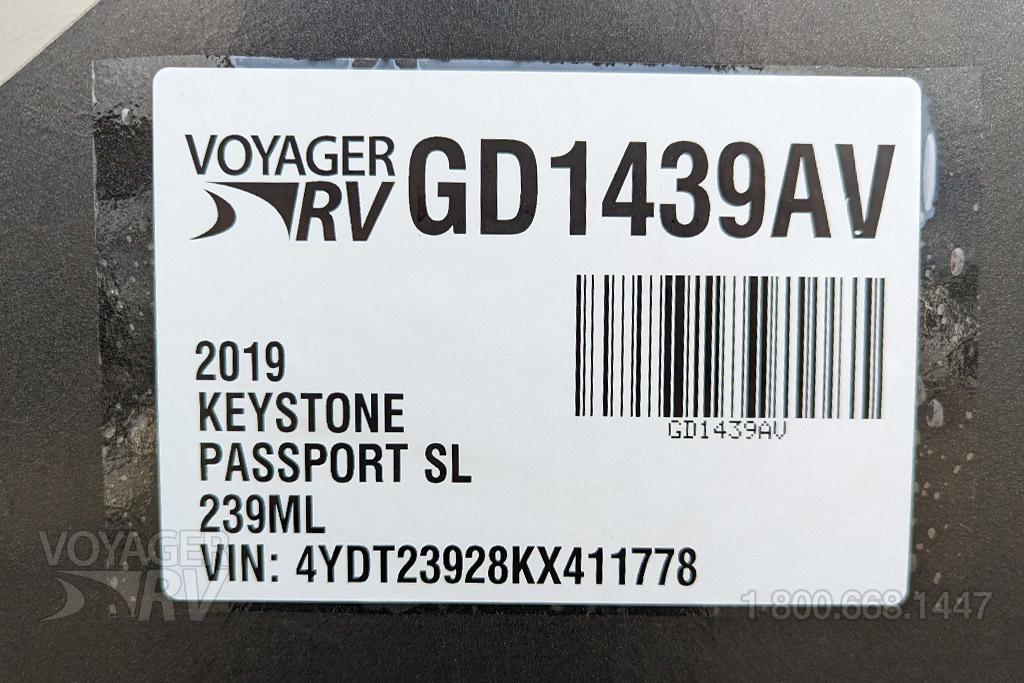 VOYAGER
RV
GD1439AV
GD1439AV
2019
KEYSTONE
PASSPORT SL
239ML
VIN: 4YDT23928KX411778
VOYAGER
RV
1·800.668.1447